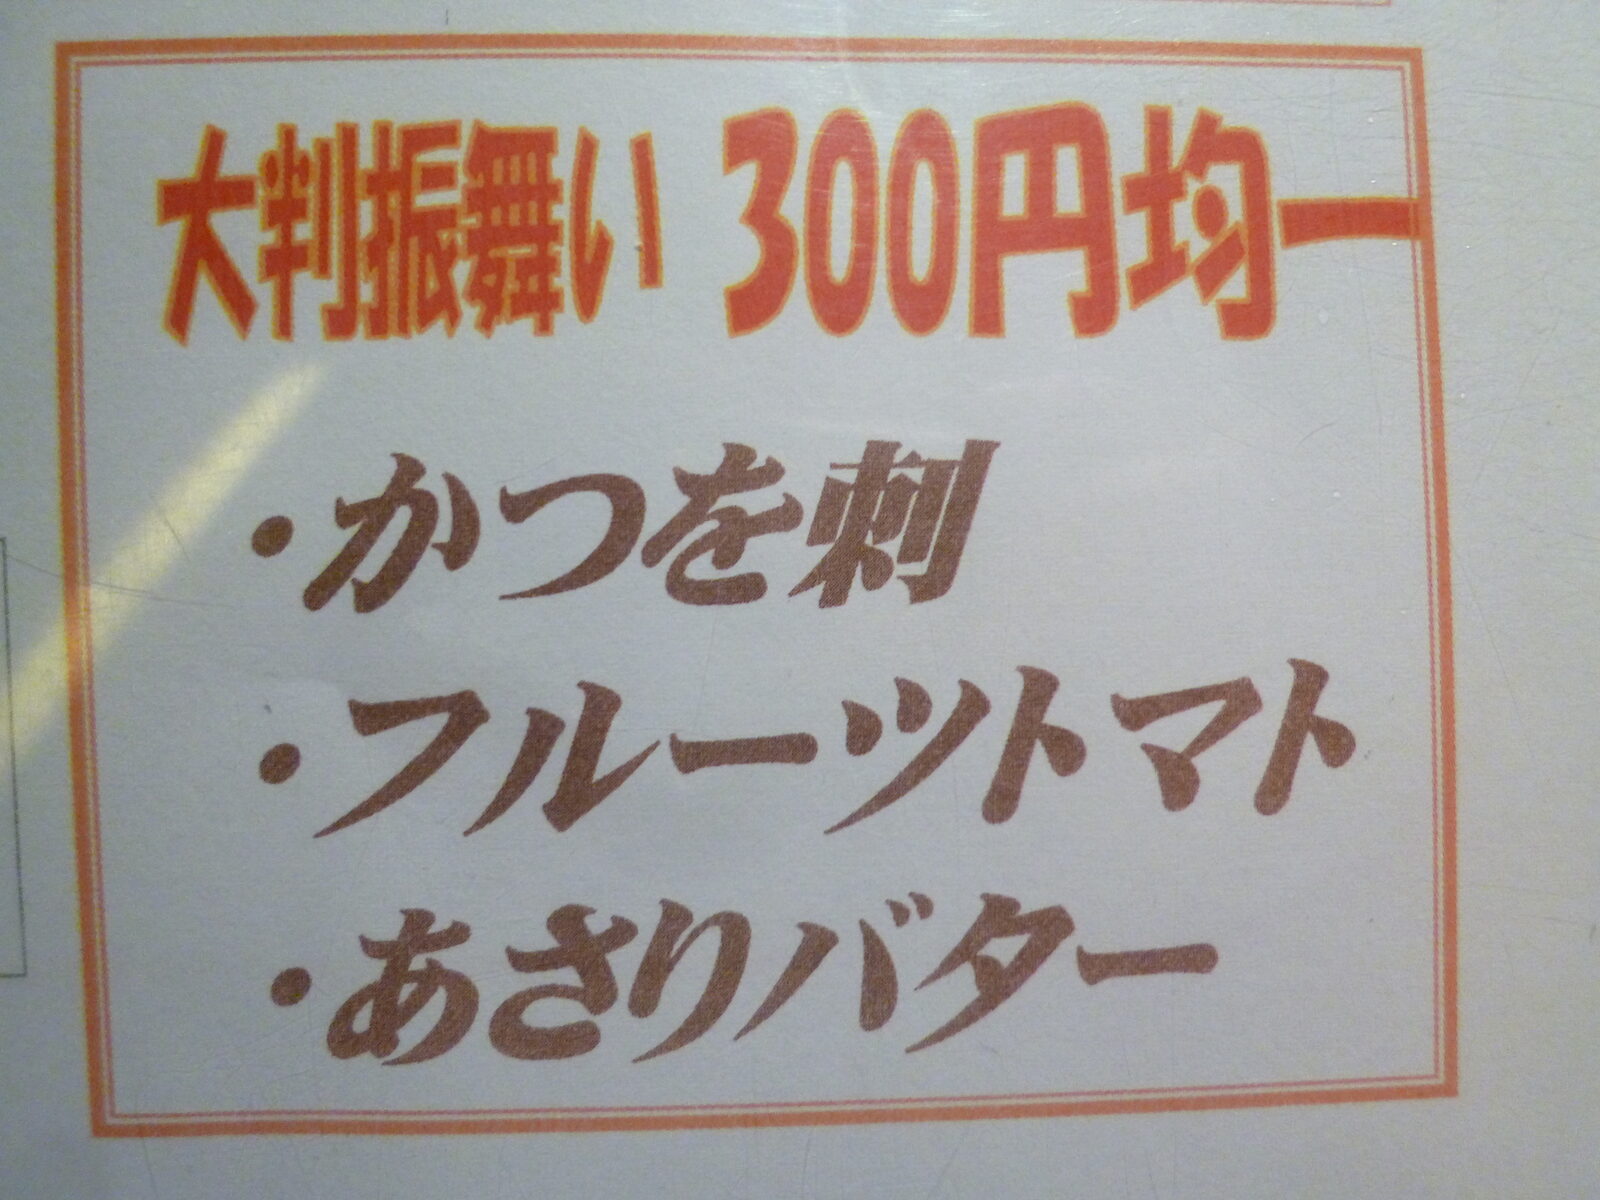 大判振舞い 300円均一
・かつを刺
・フルーツトマト
・あさりバター